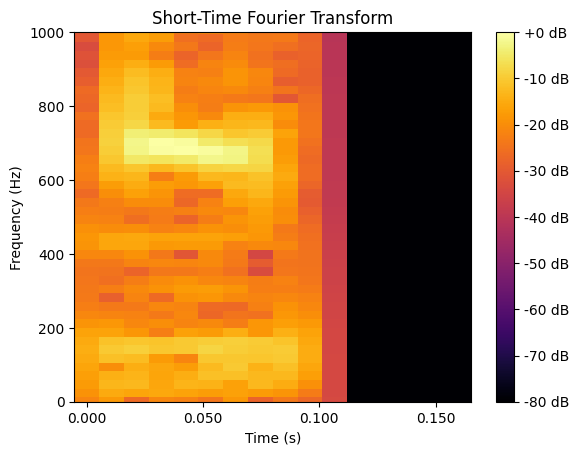 Short-Time Fourier Transform
Frequency (Hz)
1000
800
600
400
200
0
0.000
0.050
0.100
0.150
Time (s)
+0 dB
-10 dB
-20 dB
-30 dB
-40 dB
-50 dB
-60 dB
-70 dB
-80 dB